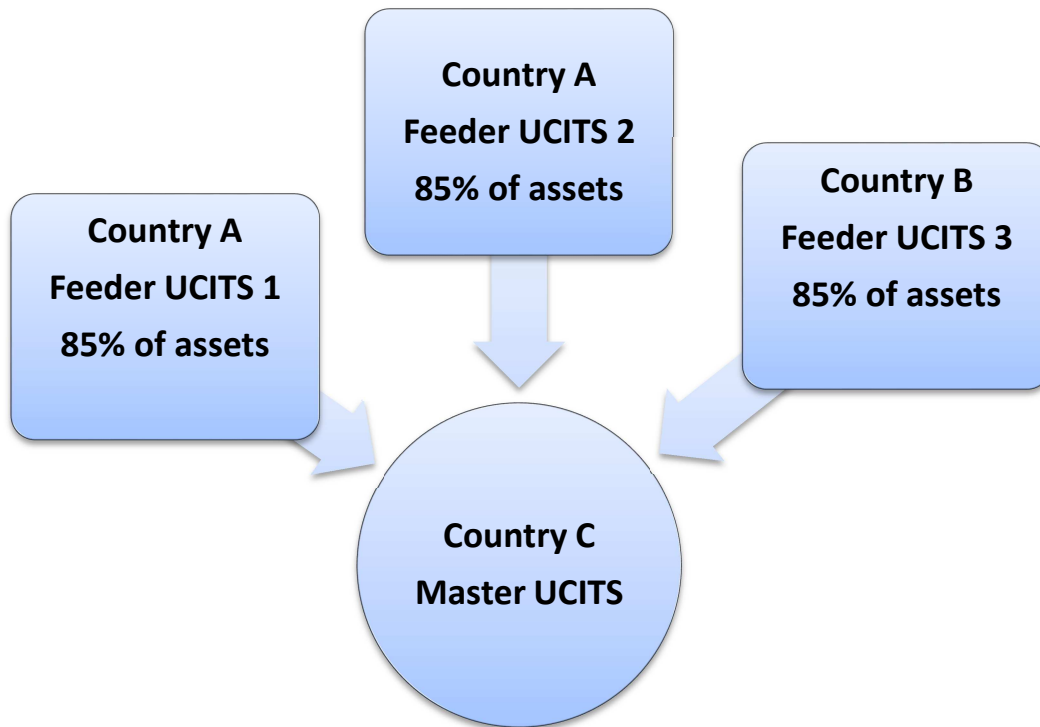 Country A
Feeder UCITS 1
85% of assets
Country A
Feeder UCITS 2
85% of assets
Country B
Feeder UCITS 3
85% of assets
Country C
Master UCITS